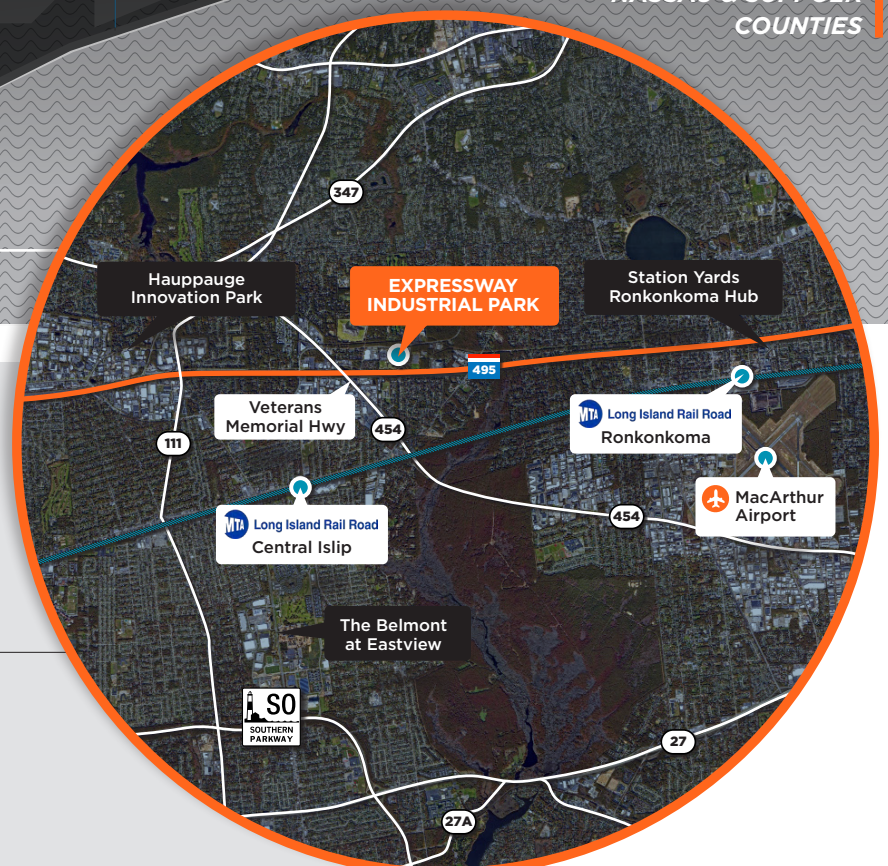 COUNTIES
347
Hauppauge
Innovation Park
EXPRESSWAY
INDUSTRIAL PARK
Station Yards
Ronkonkoma Hub
495
Veterans
Memorial Hwy
111
454
MTA Long Island Rail Road
Ronkonkoma
MTA Long Island Rail Road
Central Islip
454
MacArthur
Airport
The Belmont
at Eastview
SO
SOUTHERN
PARKWAY
27
27A